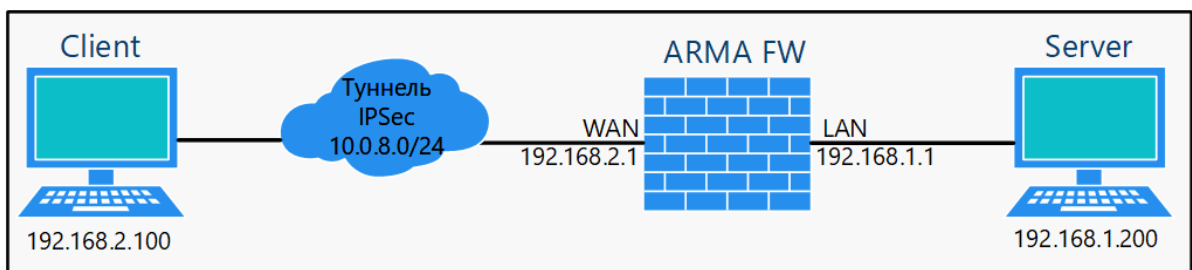 Client
Туннель
IPSec
10.0.8.0/24
192.168.2.100
ARMA FW
WAN
192.168.2.1
LAN
192.168.1.1
Server
192.168.1.200